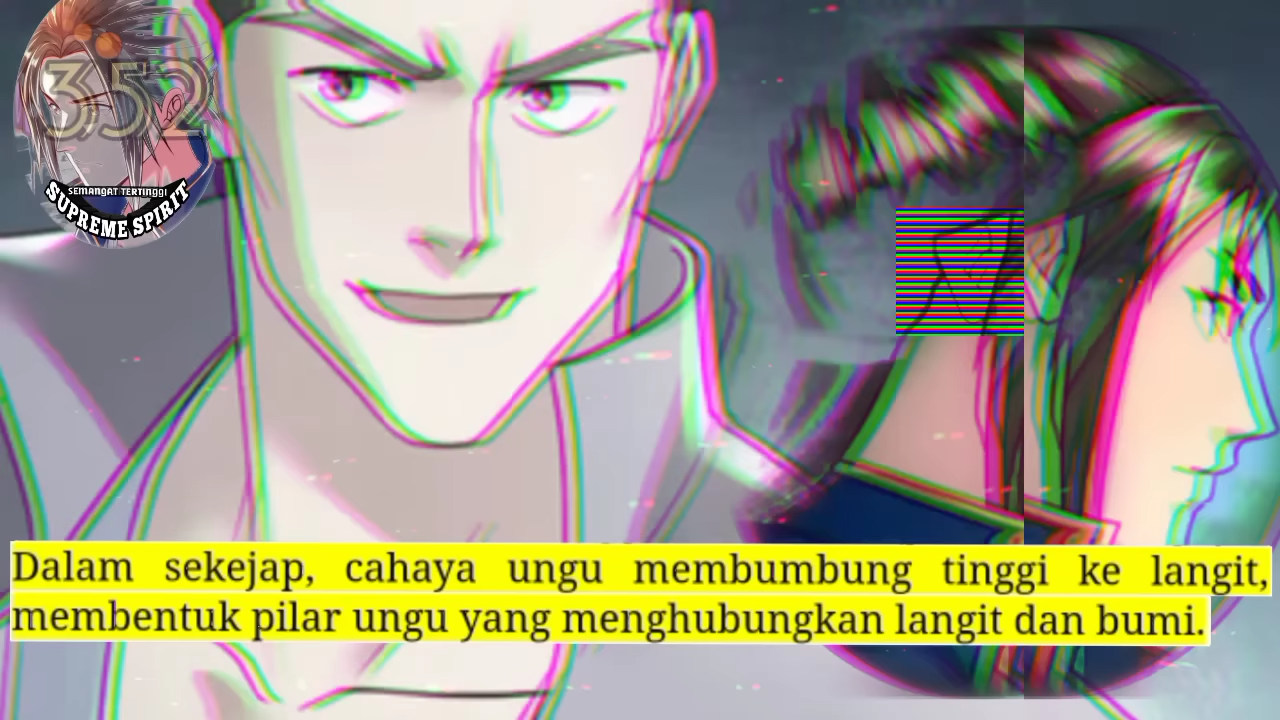 352
SEMANGAT TERTINGGI
SUPREME SPIRIT
Dalam sekejap, cahaya ungu membumbung tinggi ke langit,
membentuk pilar ungu yang menghubungkan langit dan bumi.